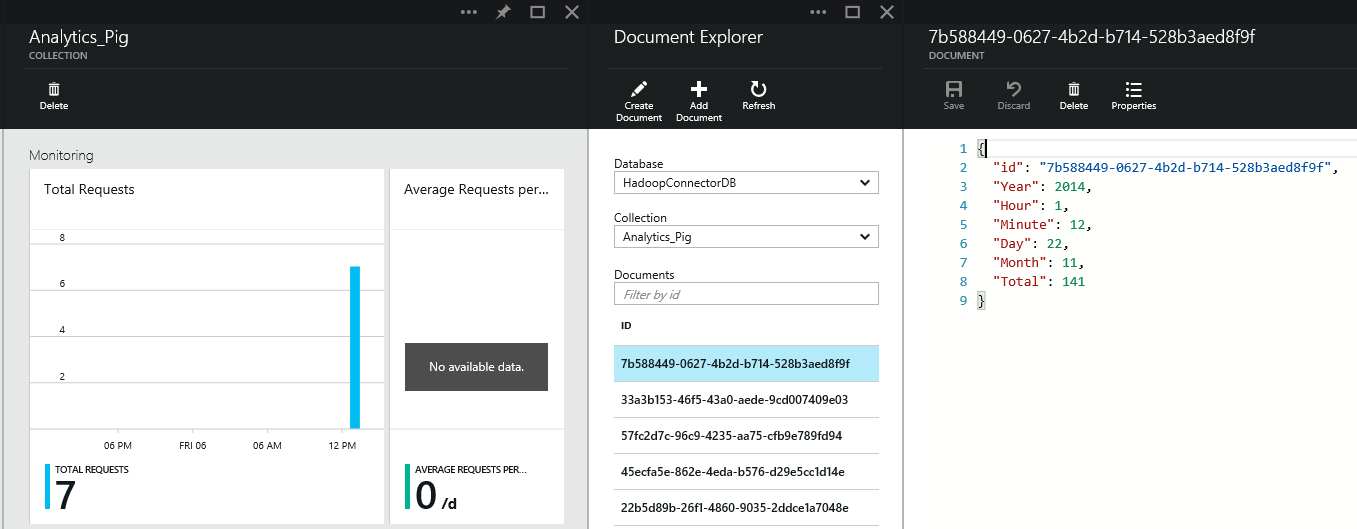 Analytics_Pig
COLLECTION
Delete
Monitoring
Total Requests
8
6
4
2
06 PM FRI 06 06 AM 12 PM
TOTAL REQUESTS
7
Average Requests per...
No available data.
AVERAGE REQUESTS PER...
0 /d
Document Explorer
Create
Document
Add
Document
Refresh
Database
HadoopConnectorDB
Collection
Analytics_Pig
Documents
Filter by id
ID
7b588449-0627-4b2d-b714-528b3aed8f9f
33a3b153-46f5-43a0-aede-9cd007409e03
57fc2d7c-96c9-4235-aa75-cfb9e789fd94
45ecfa5e-862e-4eda-b576-d29e5cc1d14e
22b5d89b-26f1-4860-9035-2ddce1a7048e
7b588449-0627-4b2d-b714-528b3aed8f9f
DOCUMENT
Save Discard Delete Properties
1 {
2 "id": "7b588449-0627-4b2d-b714-528b3aed8f9f",
3 "Year": 2014,
4 "Hour": 1,
5 "Minute": 12,
6 "Day": 22,
7 "Month": 11,
8 "Total": 141
9 }